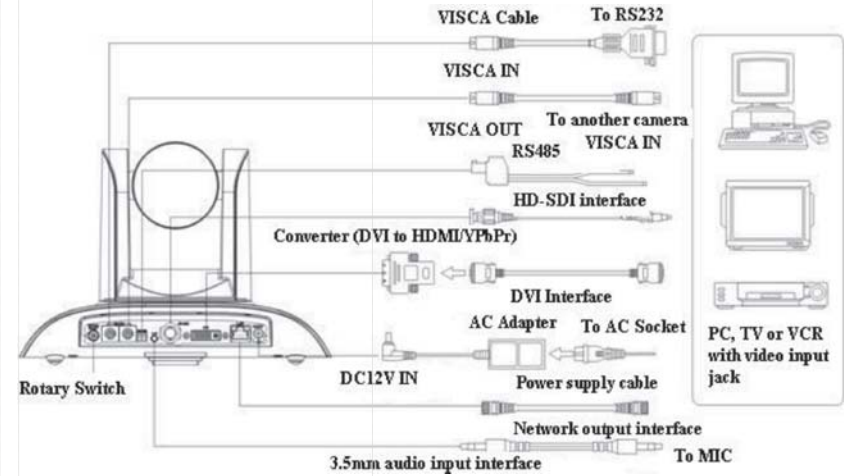 VISCA Cable
To RS232
VISCA IN
To another camera
VISCA OUT
VISCA IN
RS485
HD-SDI interface
Converter (DVI to HDMI/YPbPr)
DVI Interface
AC Adapter
To AC Socket
PC, TV or VCR
with video input
jack
DC12V IN
Power supply cable
Rotary Switch
Network output interface
3.5mm audio input interface
To MIC